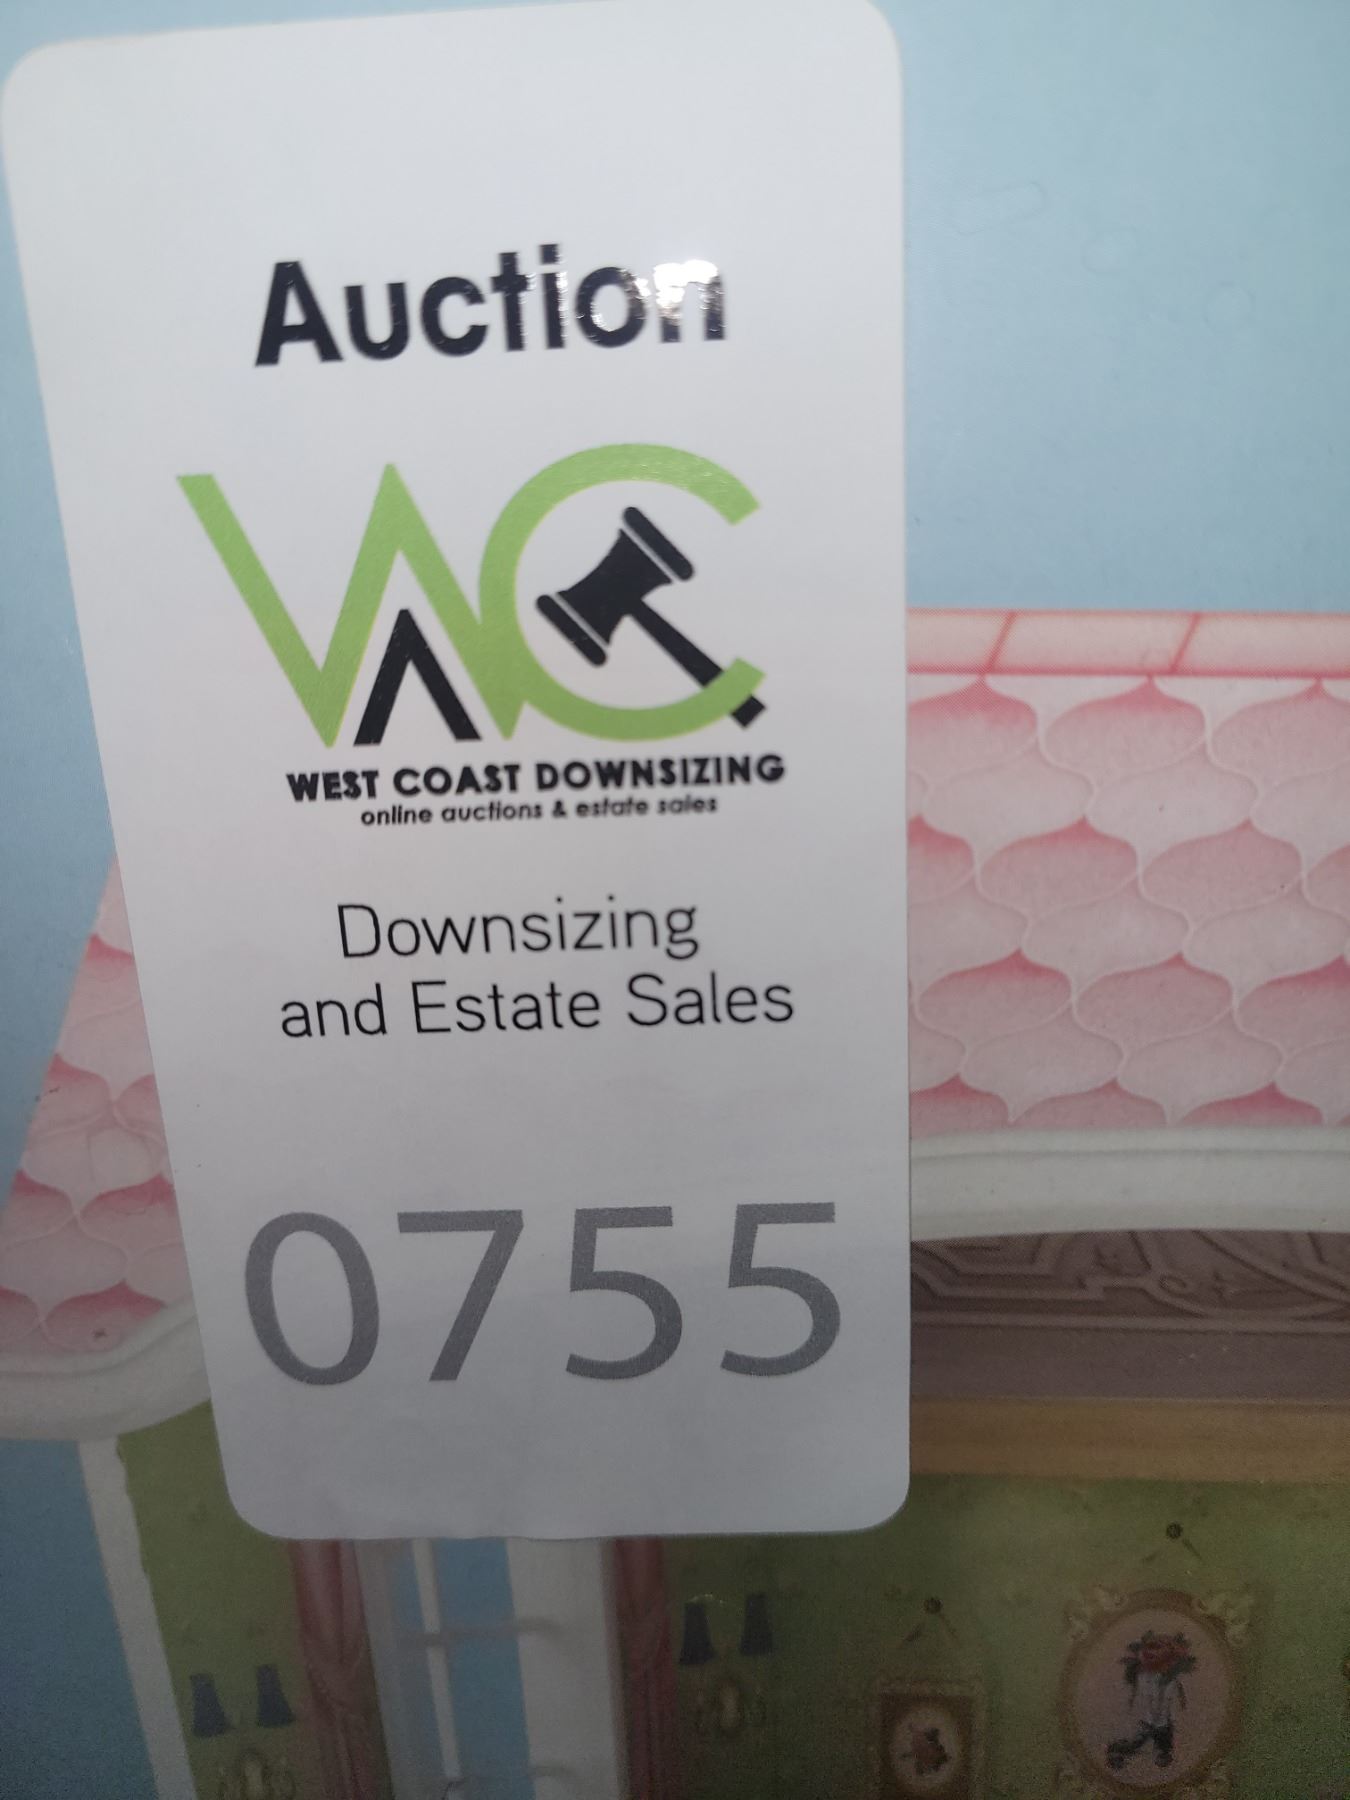 Auction
WC
WEST COAST DOWNSIZING
online auctions & estate sales
Downsizing
and Estate Sales
0755